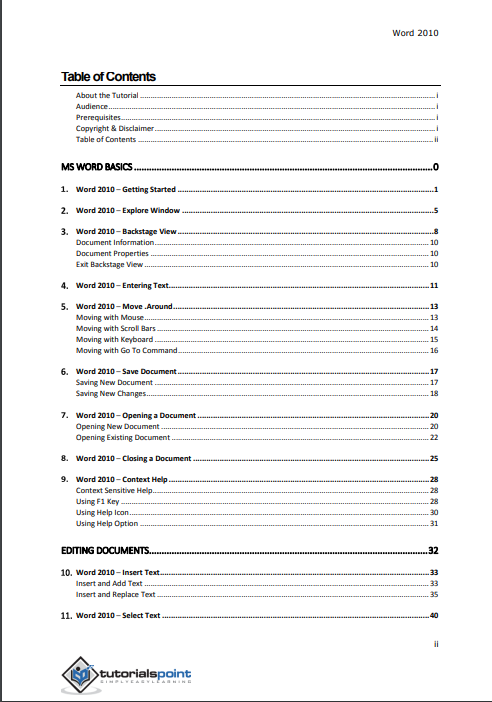 Word 2010
Table of Contents
About the Tutorial ........ i
Audience ........ i
Prerequisites ........ i
Copyright & Disclaimer ........ i
Table of Contents ........ ii
MS WORD BASICS ........ 0
1. Word 2010 – Getting Started ........ 1
2. Word 2010 – Explore Window ........ 5
3. Word 2010 – Backstage View ........ 8
Document Information ........ 10
Document Properties ........ 10
Exit Backstage View ........ 10
4. Word 2010 – Entering Text ........ 11
5. Word 2010 – Move .Around ........ 13
Moving with Mouse ........ 13
Moving with Scroll Bars ........ 14
Moving with Keyboard ........ 15
Moving with Go To Command ........ 16
6. Word 2010 – Save Document ........ 17
Saving New Document ........ 17
Saving New Changes ........ 18
7. Word 2010 – Opening a Document ........ 20
Opening New Document ........ 20
Opening Existing Document ........ 22
8. Word 2010 – Closing a Document ........ 25
9. Word 2010 – Context Help ........ 28
Context Sensitive Help ........ 28
Using F1 Key ........ 28
Using Help Icon ........ 30
Using Help Option ........ 31
EDITING DOCUMENTS ........ 32
10. Word 2010 – Insert Text ........ 33
Insert and Add Text ........ 33
Insert and Replace Text ........ 35
11. Word 2010 – Select Text ........ 40
ii
tutorialspoint
SIMPLYEASYLEARNING